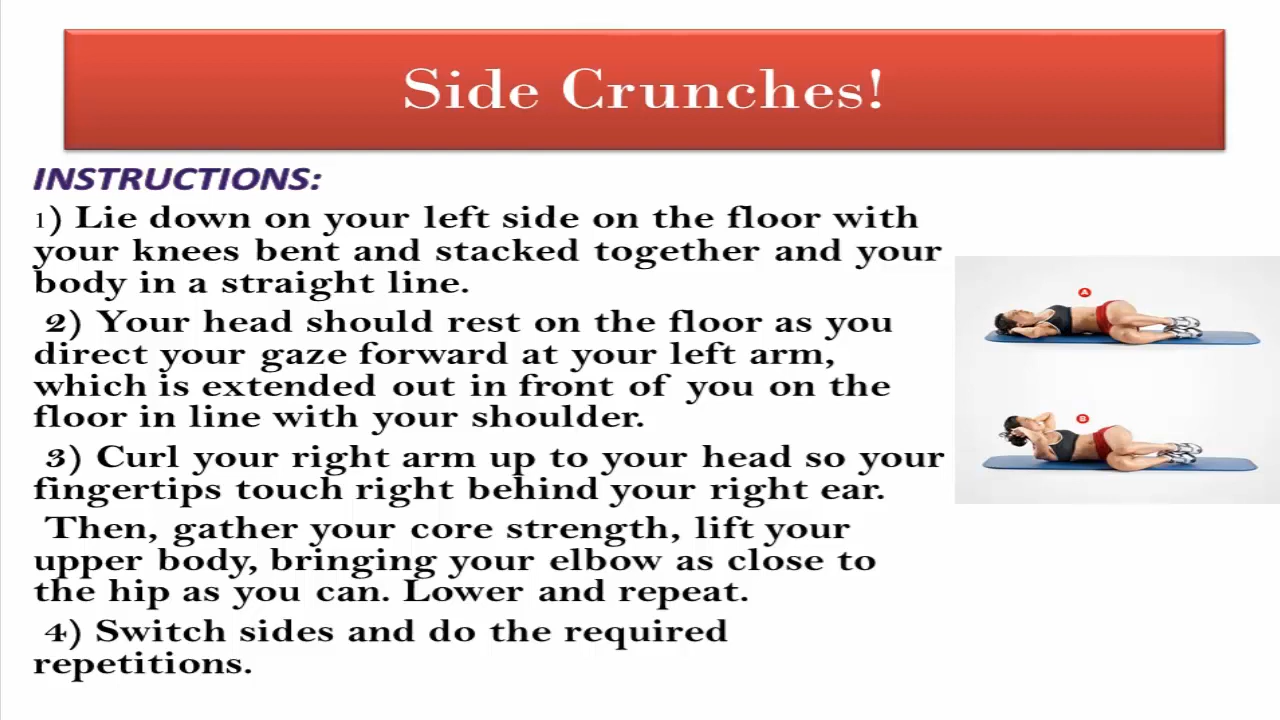 Side Crunches!
INSTRUCTIONS:
1) Lie down on your left side on the floor with
your knees bent and stacked together and your
body in a straight line.
2) Your head should rest on the floor as you
direct your gaze forward at your left arm,
which is extended out in front of you on the
floor in line with your shoulder.
3) Curl your right arm up to your head so your
fingertips touch right behind your right ear.
Then, gather your core strength, lift your
upper body, bringing your elbow as close to
the hip as you can. Lower and repeat.
4) Switch sides and do the required
repetitions.
A
B